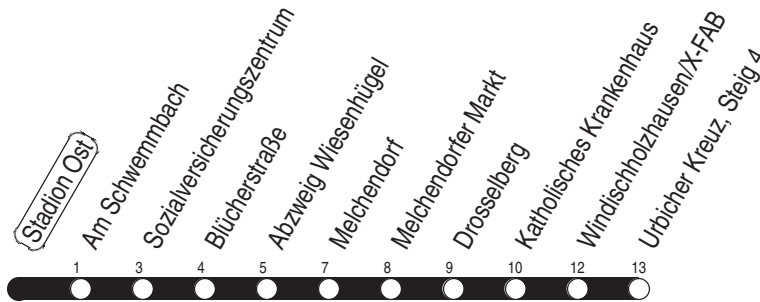 Stadion Ost
Am Schwemmbach
Sozialversicherungszentrum
Blücherstraße
Abzweig Wiesenhügel
Melchendorf
Melchendorfer Markt
Drosselberg
Katholisches Krankenhaus
Windischholzhausen/X-FAB
Urbicher Kreuz, Steig 4
1 3 4 5 7 8 9 10 12 13